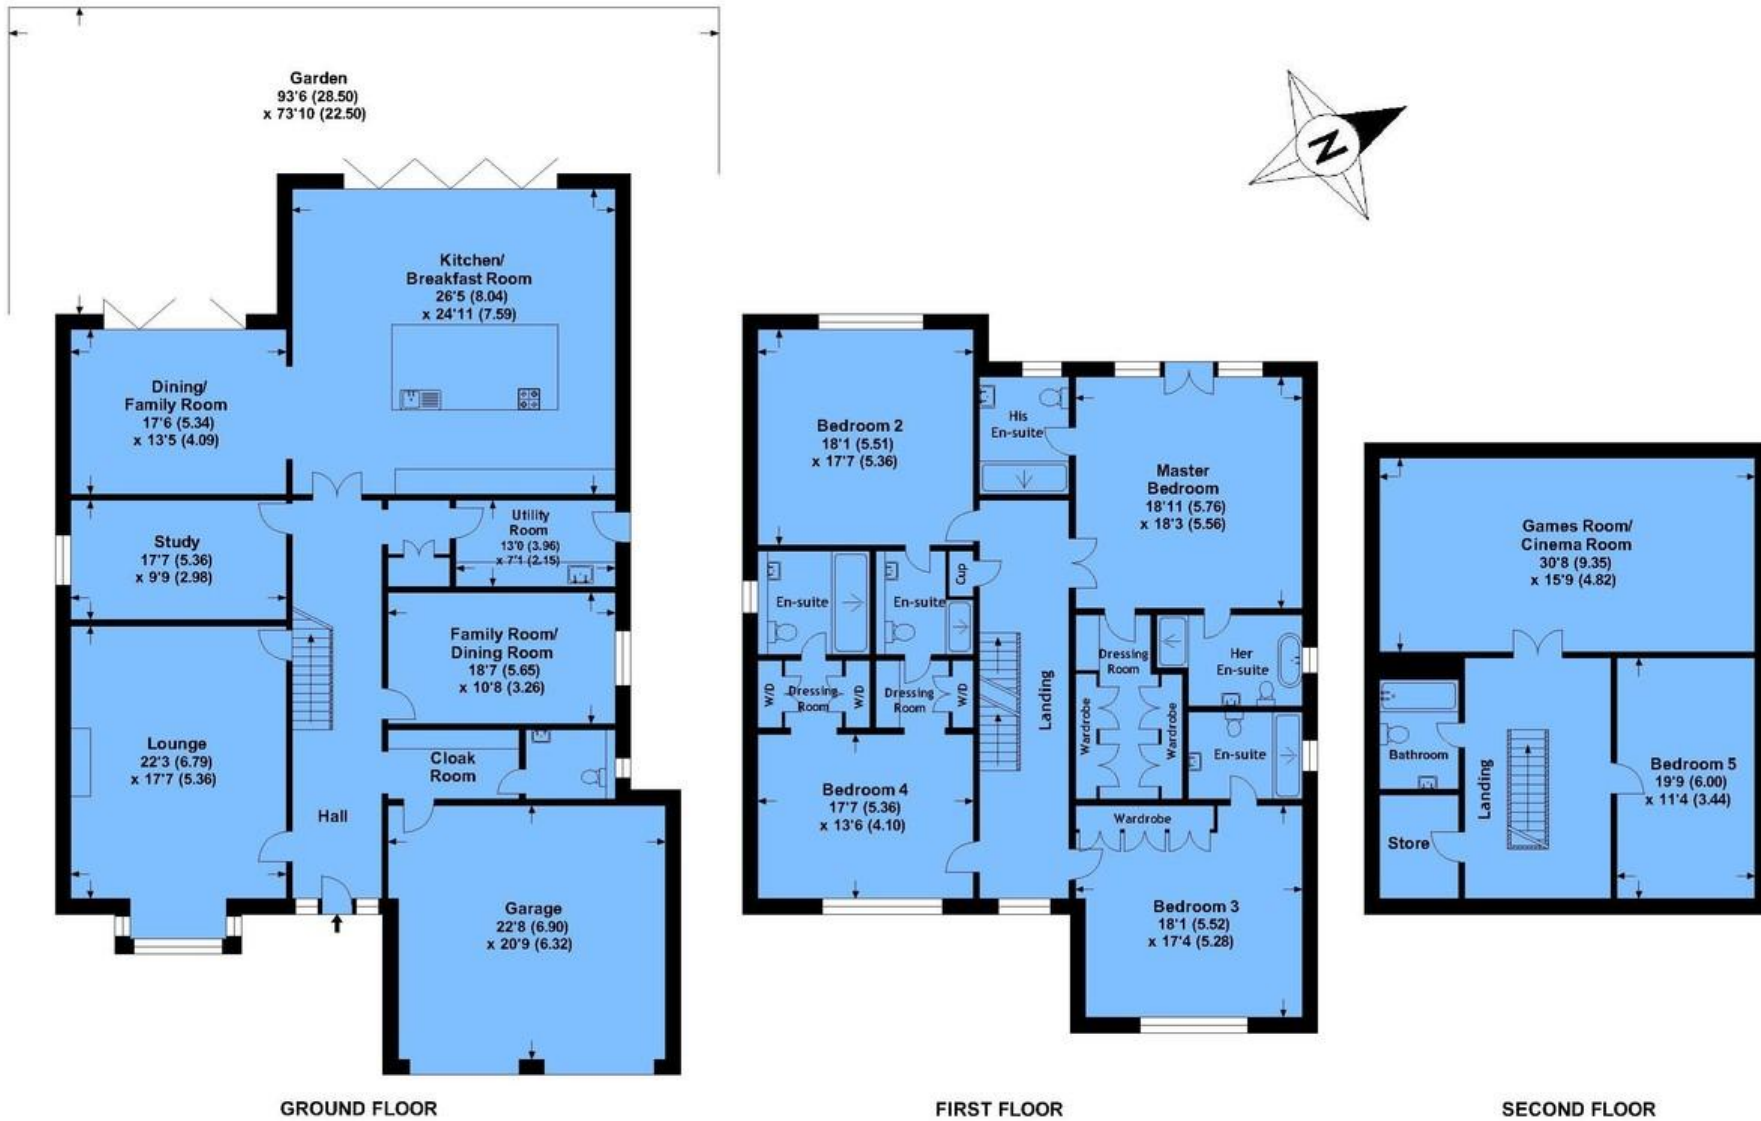 Garden
93'6 (28.50)
x 73'10 (22.50)
N
Kitchen/
Breakfast Room
26'5 (8.04)
x 24'11 (7.59)
Dining/
Family Room
17'6 (5.34)
x 13'5 (4.09)
Study
17'7 (5.36)
x 9'9 (2.98)
Utility
Room
13'0 (3.96)
x 7'1 (2.15)
Family Room/
Dining Room
18'7 (5.65)
x 10'8 (3.26)
Lounge
22'3 (6.79)
x 17'7 (5.36)
Cloak
Room
Hall
Garage
22'8 (6.90)
x 20'9 (6.32)
GROUND FLOOR
Bedroom 2
18'1 (5.51)
x 17'7 (5.36)
His
En-suite
Master
Bedroom
18'11 (5.76)
x 18'3 (5.56)
En-suite
En-suite
Cup
W/D
Dressing
Room
W/D
Dressing
Room
W/D
Landing
Dressing
Room
Her
En-suite
Wardrobe
Wardrobe
En-suite
Bedroom 4
17'7 (5.36)
x 13'6 (4.10)
Wardrobe
Bedroom 3
18'1 (5.52)
x 17'4 (5.28)
FIRST FLOOR
Games Room/
Cinema Room
30'8 (9.35)
x 15'9 (4.82)
Bathroom
Landing
Bedroom 5
19'9 (6.00)
x 11'4 (3.44)
Store
SECOND FLOOR